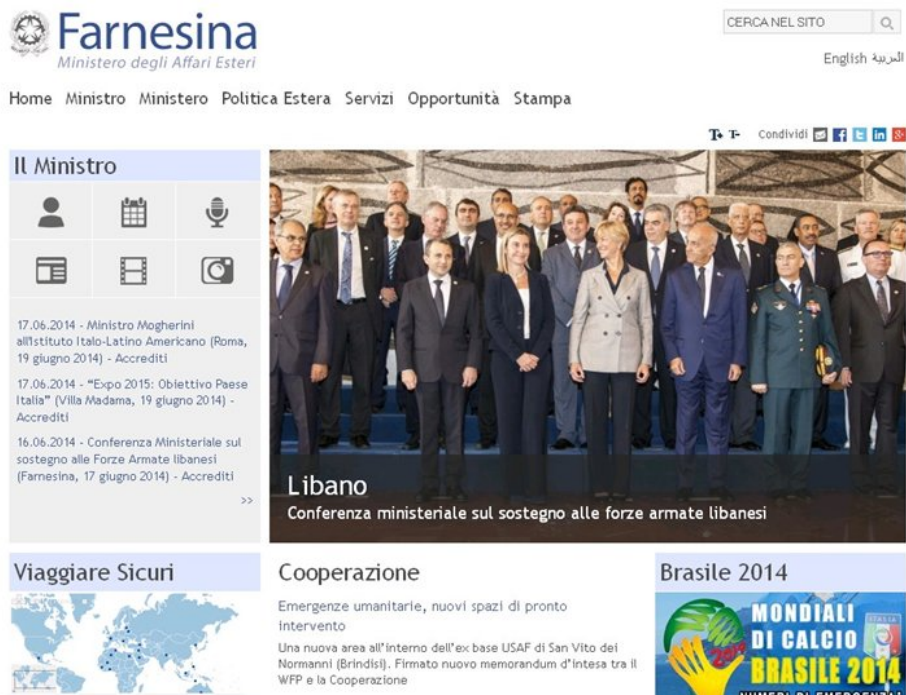 Farnesina
Ministero degli Affari Esteri
CERCA NEL SITO
English العربية
Home Ministro Ministero Politica Estera Servizi Opportunità Stampa
T+ T- Condividi
Il Ministro
17.06.2014 - Ministro Mogherini
all'Istituto Italo-Latino Americano (Roma,
19 giugno 2014) - Accrediti
17.06.2014 - "Expo 2015: Obiettivo Paese
Italia" (Villa Madama, 19 giugno 2014) -
Accrediti
16.06.2014 - Conferenza Ministeriale sul
sostegno alle Forze Armate libanesi
(Farnesina, 17 giugno 2014) - Accrediti
>>
Libano
Conferenza ministeriale sul sostegno alle forze armate libanesi
Viaggiare Sicuri
Cooperazione
Emergenze umanitarie, nuovi spazi di pronto
intervento
Una nuova area all'interno dell'ex base USAF di San Vito dei
Normanni (Brindisi). Firmato nuovo memorandum d'intesa tra il
WFP e la Cooperazione
Brasile 2014
MONDIALI
DI CALCIO
BRASILE 2014
NUMERI DI EMERGENZA
ITALIA